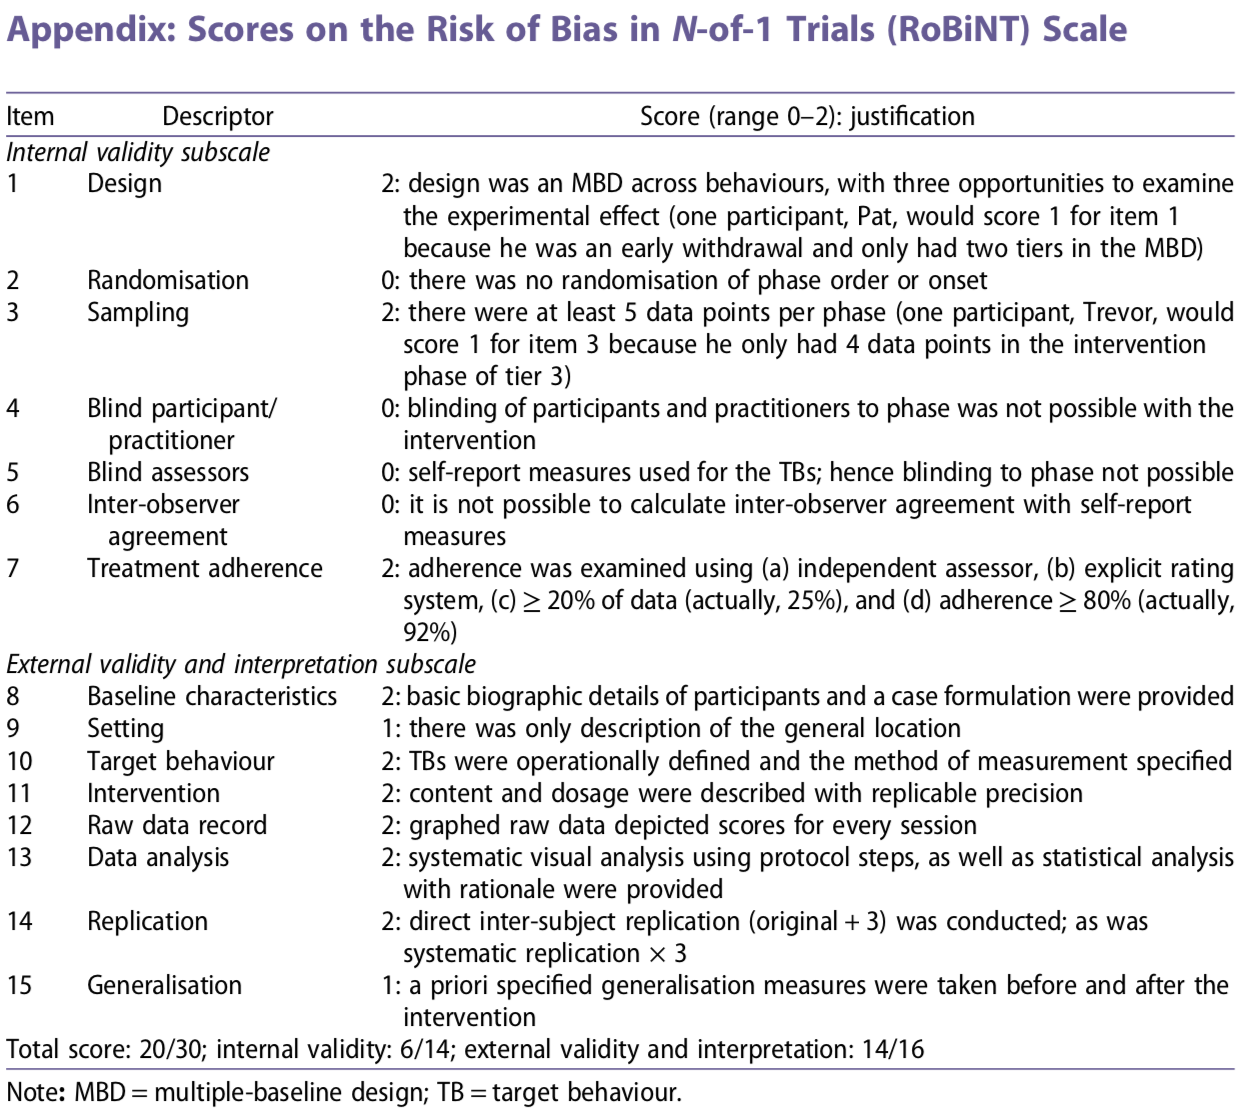 Appendix: Scores on the Risk of Bias in N-of-1 Trials (RoBiNT) Scale
Item Descriptor Score (range 0–2): justification
Internal validity subscale
1 Design 2: design was an MBD across behaviours, with three opportunities to examine
the experimental effect (one participant, Pat, would score 1 for item 1
because he was an early withdrawal and only had two tiers in the MBD)
2 Randomisation 0: there was no randomisation of phase order or onset
3 Sampling 2: there were at least 5 data points per phase (one participant, Trevor, would
score 1 for item 3 because he only had 4 data points in the intervention
phase of tier 3)
4 Blind participant/ 0: blinding of participants and practitioners to phase was not possible with the
practitioner intervention
5 Blind assessors 0: self-report measures used for the TBs; hence blinding to phase not possible
6 Inter-observer 0: it is not possible to calculate inter-observer agreement with self-report
agreement measures
7 Treatment adherence 2: adherence was examined using (a) independent assessor, (b) explicit rating
system, (c) ≥ 20% of data (actually, 25%), and (d) adherence ≥ 80% (actually,
92%)
External validity and interpretation subscale
8 Baseline characteristics 2: basic biographic details of participants and a case formulation were provided
9 Setting 1: there was only description of the general location
10 Target behaviour 2: TBs were operationally defined and the method of measurement specified
11 Intervention 2: content and dosage were described with replicable precision
12 Raw data record 2: graphed raw data depicted scores for every session
13 Data analysis 2: systematic visual analysis using protocol steps, as well as statistical analysis
with rationale were provided
14 Replication 2: direct inter-subject replication (original + 3) was conducted; as was
systematic replication × 3
15 Generalisation 1: a priori specified generalisation measures were taken before and after the
intervention
Total score: 20/30; internal validity: 6/14; external validity and interpretation: 14/16
Note: MBD = multiple-baseline design; TB = target behaviour.